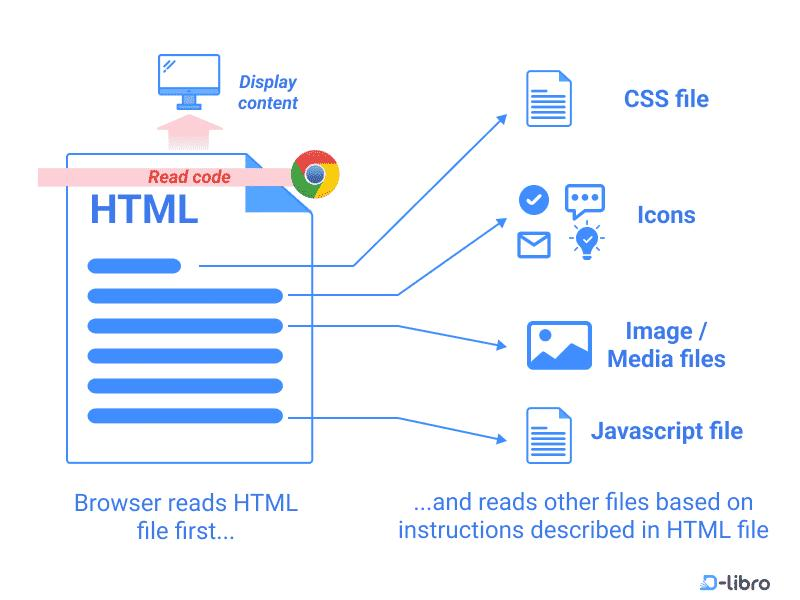 Display
content
Read code
HTML
CSS file
Icons
Image /
Media files
Javascript file
Browser reads HTML
file first...
...and reads other files based on
instructions described in HTML file
D-libro